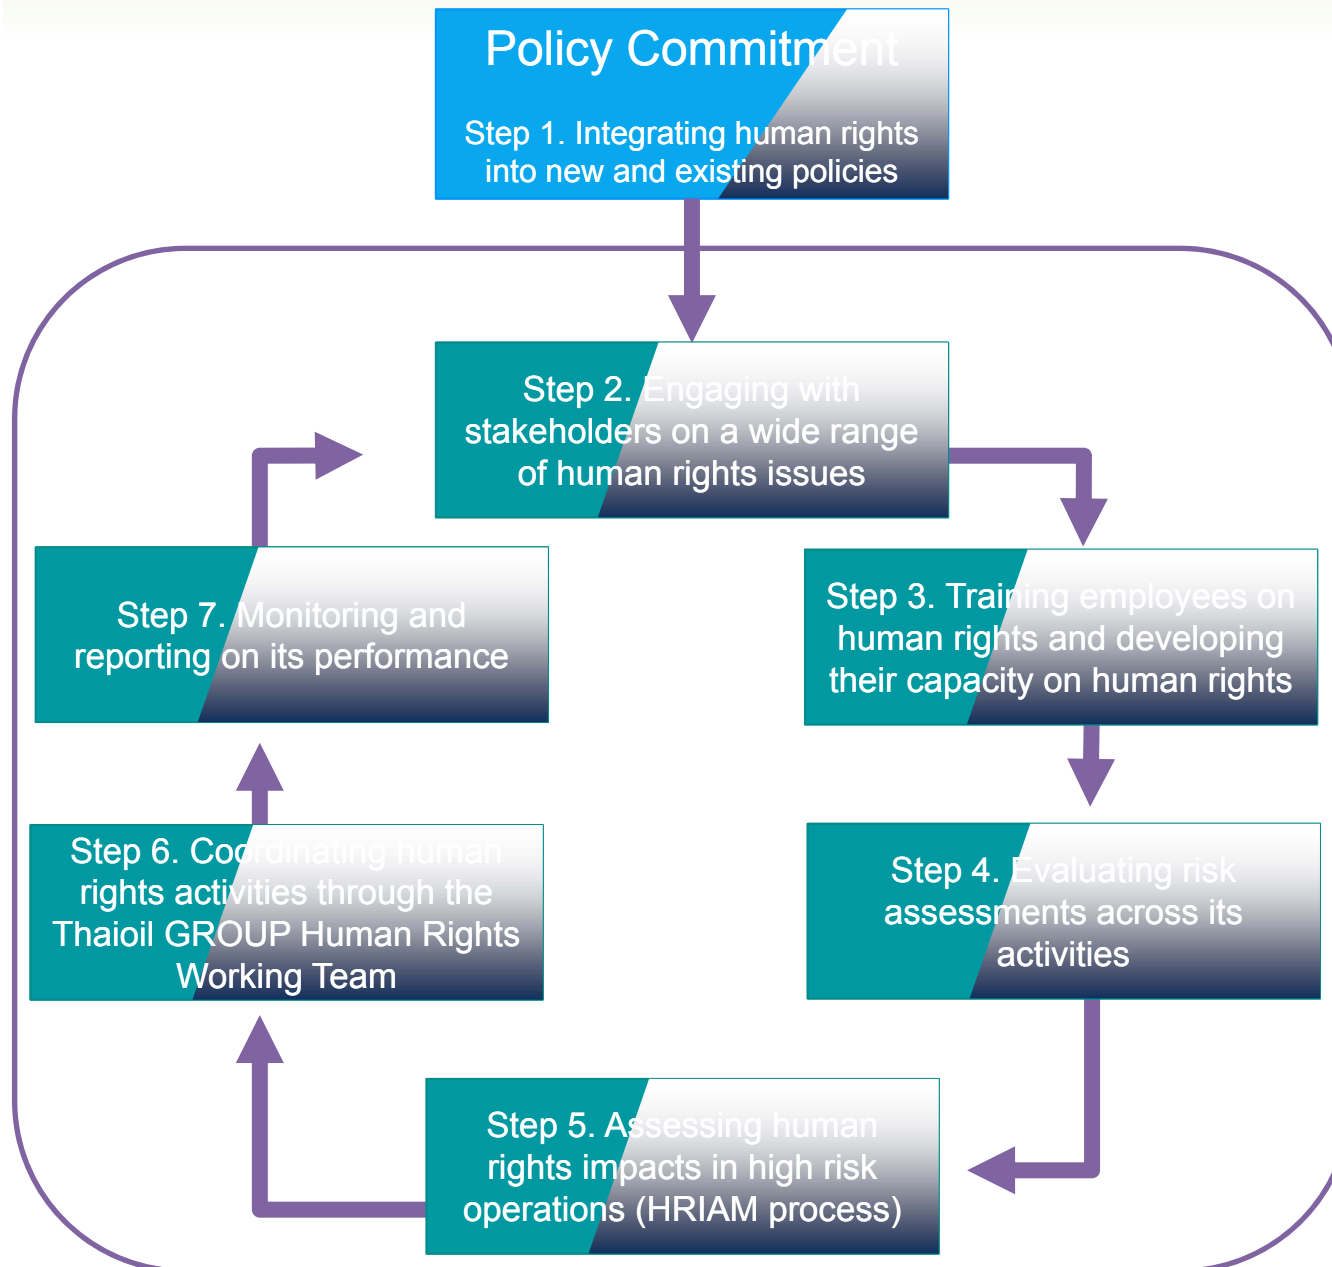 Policy Commitment
Step 1. Integrating human rights
into new and existing policies
Step 2. Engaging with
stakeholders on a wide range
of human rights issues
Step 3. Training employees on
human rights and developing
their capacity on human rights
Step 4. Evaluating risk
assessments across its
activities
Step 5. Assessing human
rights impacts in high risk
operations (HRIAM process)
Step 6. Coordinating human
rights activities through the
Thaioil GROUP Human Rights
Working Team
Step 7. Monitoring and
reporting on its performance